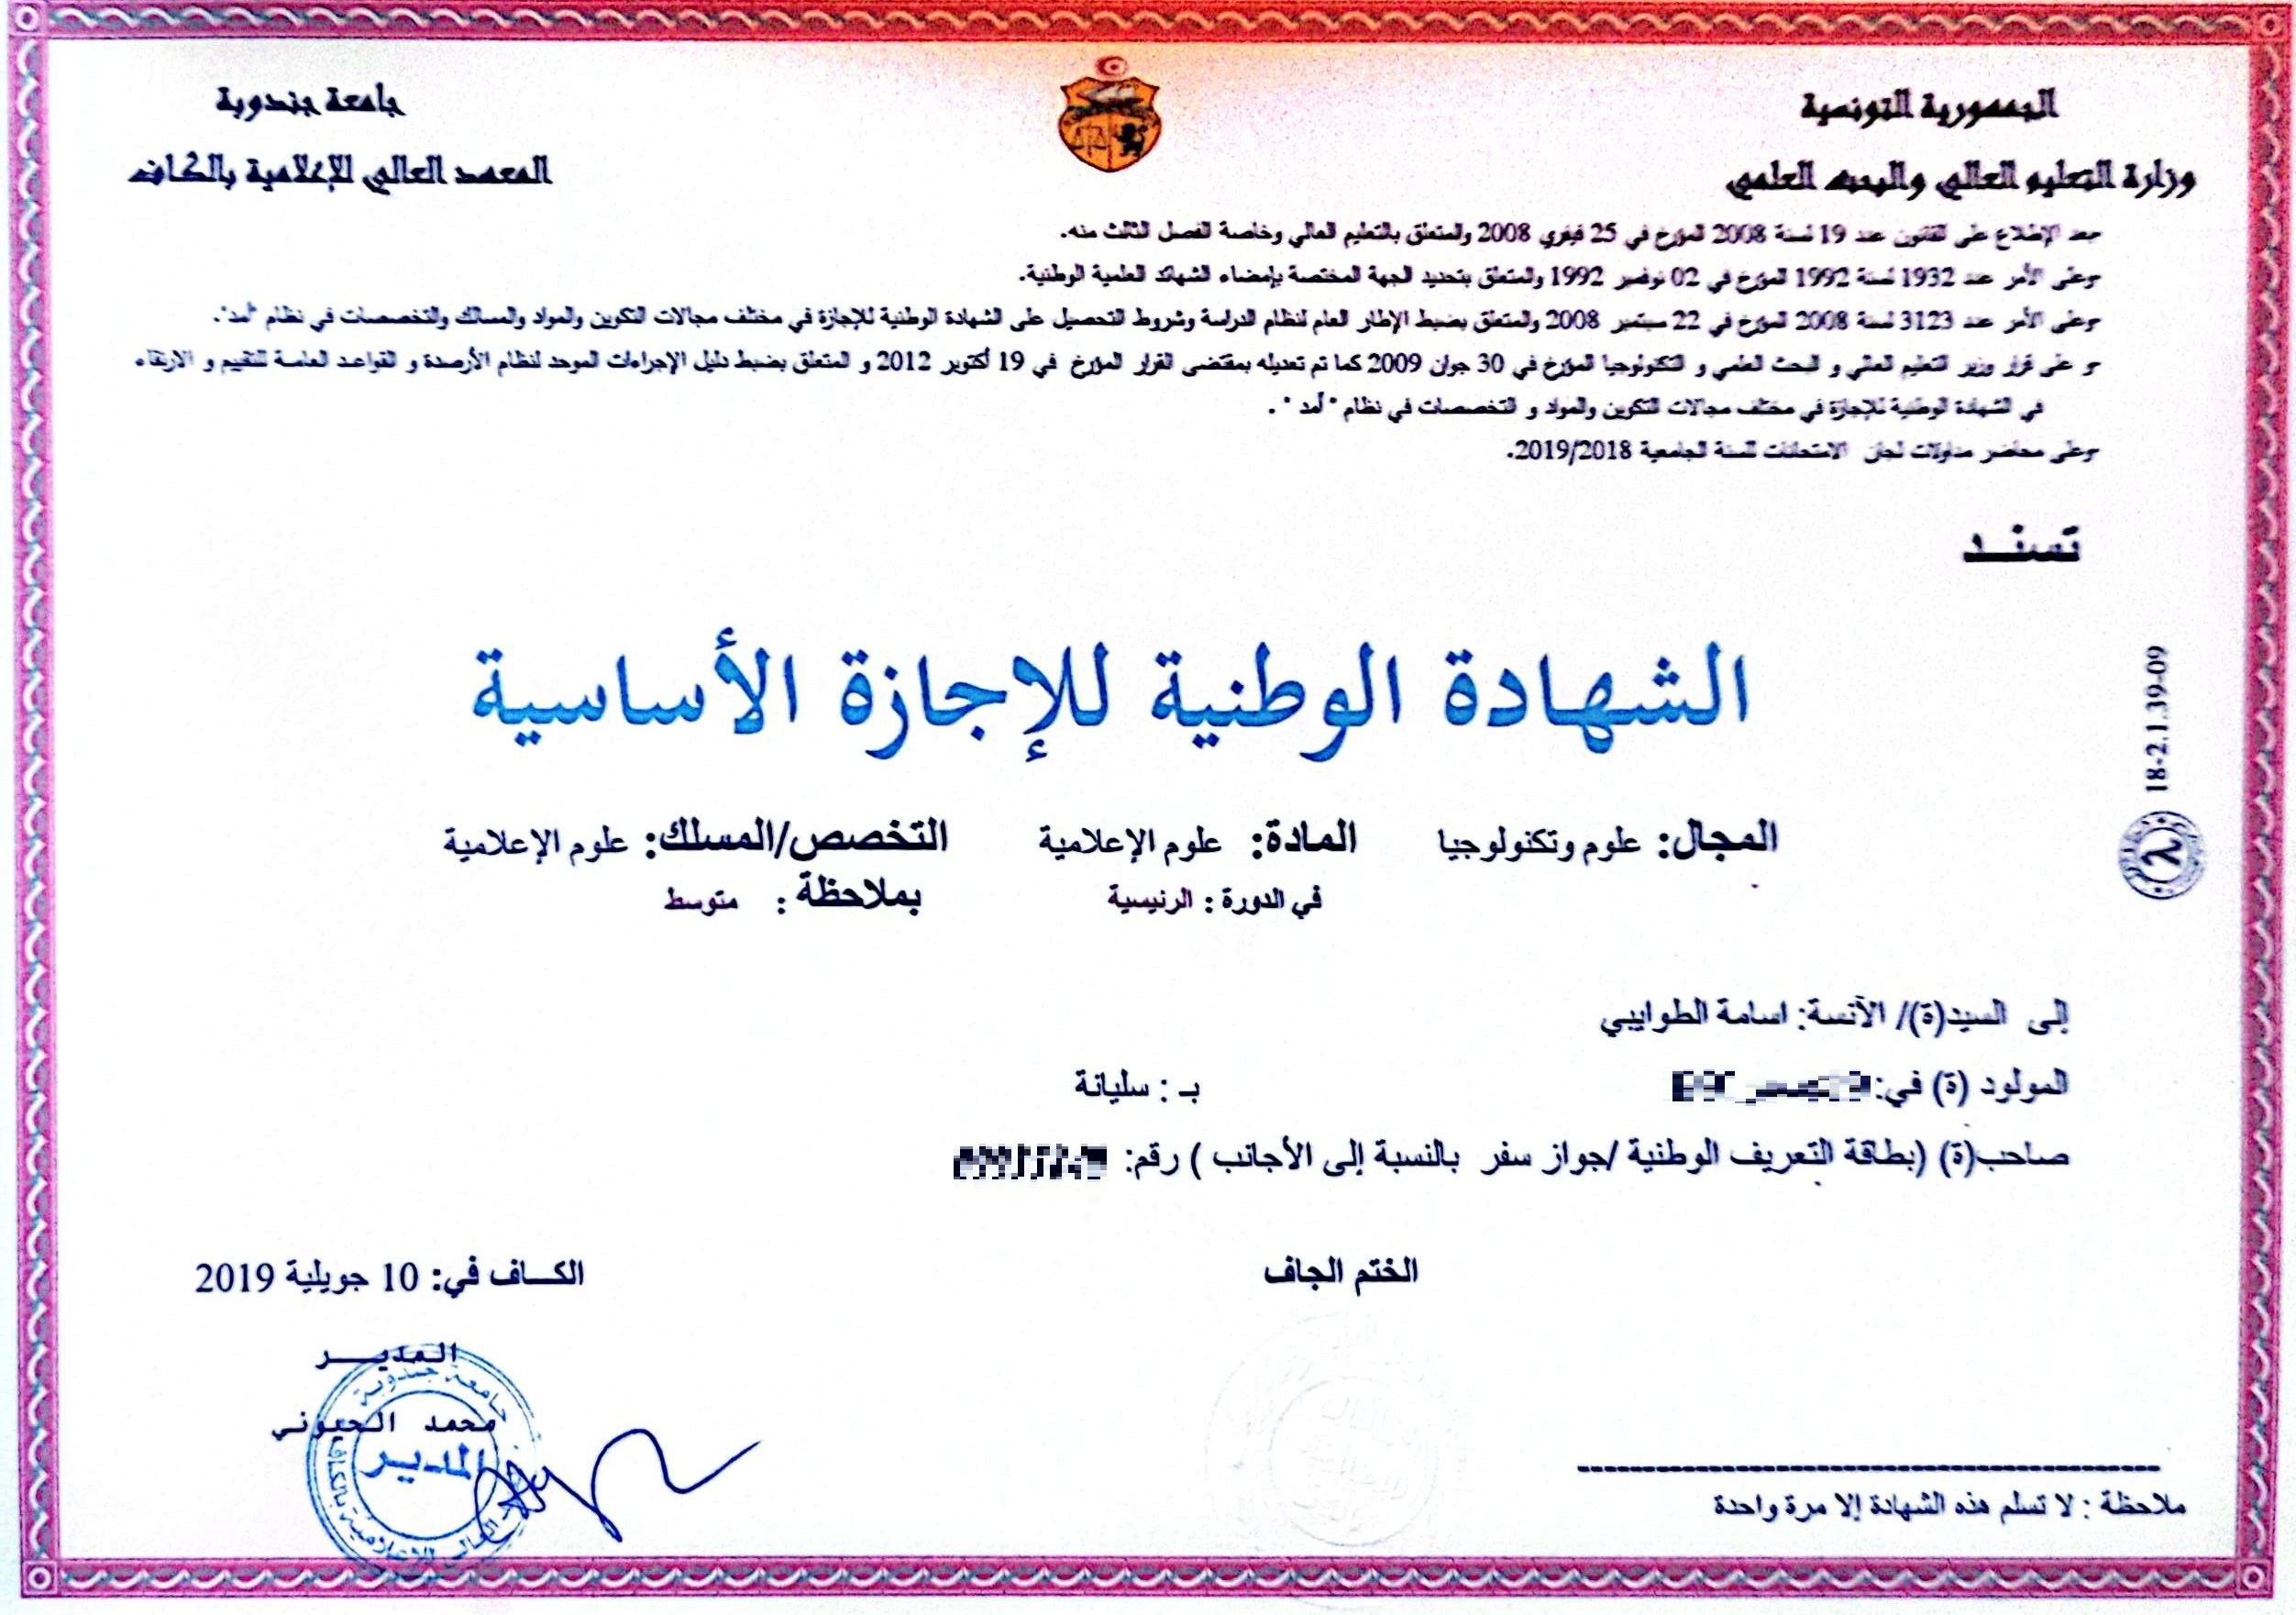 الجمهورية التونسية
وزارة التعليم العالي والبحث العلمي
جامعة جندوبة
المعهد العالي للإعلامية بالكاف
بعد الإطلاع على القانون عدد 19 لسنة 2008 المؤرخ في 25 فيفري 2008 والمتعلق بالتعليم العالي وخاصة الفصل الثالث منه.
وعلى الأمر عدد 1932 لسنة 1992 المؤرخ في 02 نوفمبر 1992 والمتعلق بتحديد الجهة المختصة بإمضاء الشهائد العلمية الوطنية.
وعلى الأمر عدد 3123 لسنة 2008 المؤرخ في 22 سبتمبر 2008 والمتعلق بضبط الإطار العام لنظام الدراسة وشروط التحصيل على الشهادة الوطنية للإجازة في مختلف مجالات التكوين والمواد والمسالك والتخصصات في نظام "أمد".
و على قرار وزير التعليم العالي و البحث العلمي و التكنولوجيا المؤرخ في 30 جوان 2009 كما تم تعديله بمقتضى القرار المؤرخ في 19 أكتوبر 2012 و المتعلق بضبط دليل الإجراءات الموحد لنظام الأرصدة و القواعد العامة للتقييم و الارتقاء
في الشهادة الوطنية للإجازة في مختلف مجالات التكوين والمواد و التخصصات في نظام " أمد " .
وعلى محاضر مداولات لجان الامتحانات للسنة الجامعية 2019/2018.
تسنــد
الشهادة الوطنية للإجازة الأساسية
18-2.1.39-09
المجال: علوم وتكنولوجيا المادة: علوم الإعلامية التخصص/المسلك: علوم الإعلامية
في الدورة : الرئيسية بملاحظة : متوسط
إلى السيد(ة)/ الآنسة: اسامة الطوايبي
المولود (ة) في: بـ : سليانة
صاحب(ة) (بطاقة التعريف الوطنية /جواز سفر بالنسبة إلى الأجانب ) رقم:
الختم الجاف
الكــاف في: 10 جويلية 2019
المديــر
جامعة جندوبة
محمد الحيوني
المدير
ملاحظة : لا تسلم هذه الشهادة إلا مرة واحدة